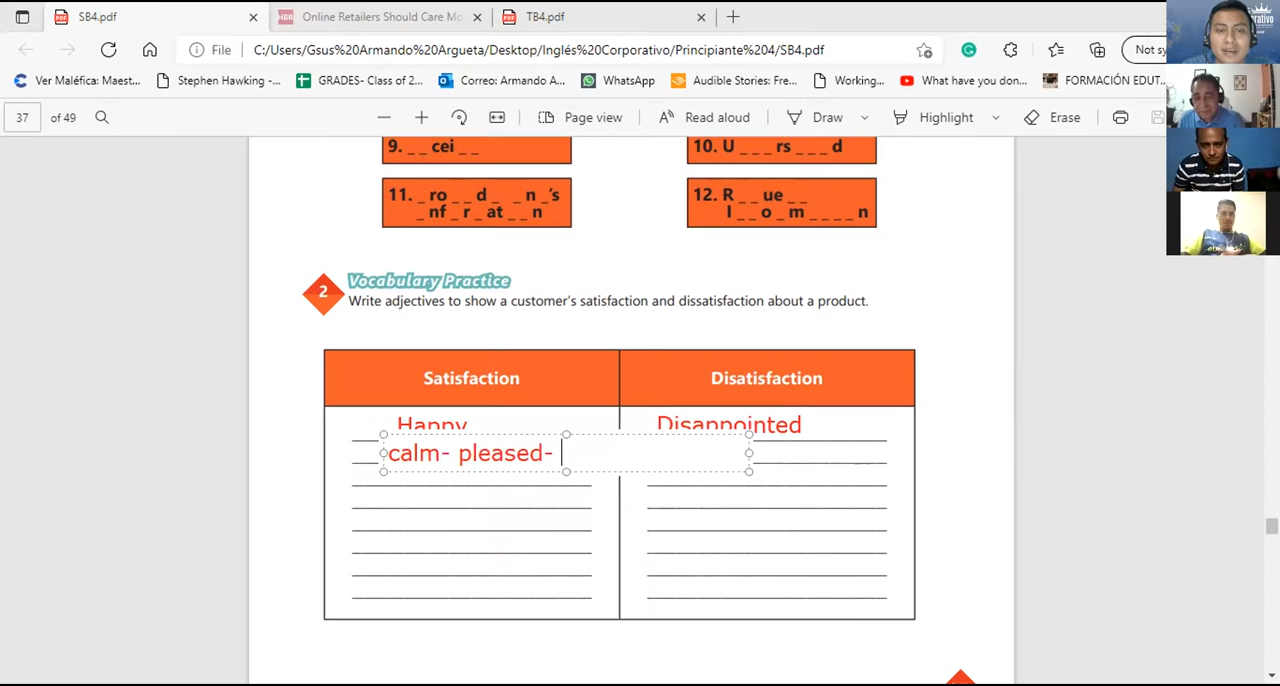 SB4.pdf
Online Retailers Should Care Mo
TB4.pdf
File C:/Users/Gsus%20Armando%20Argueta/Desktop/Inglés%20Corporativo/Principiante%204/SB4.pdf
Not sy
Ver Maléfica: Maest...
Stephen Hawking -...
GRADES- Class of 2...
Correo: Armando A...
WhatsApp
Audible Stories: Fre...
Working...
What have you don...
FORMACIÓN EDUT...
37 of 49
Page view
Read aloud
Draw
Highlight
Erase
9. _ _ cei _ _
10. U _ _ _ rs _ _ _ d
11. _ ro _ _ d _ _ n _'s
_ nf _ r _ at _ _ n
12. R _ _ ue _ _
I _ _ o _ m _ _ _ _ n
2 Vocabulary Practice
Write adjectives to show a customer's satisfaction and dissatisfaction about a product.
Satisfaction
Disatisfaction
Happy
Disappointed
calm- pleased-